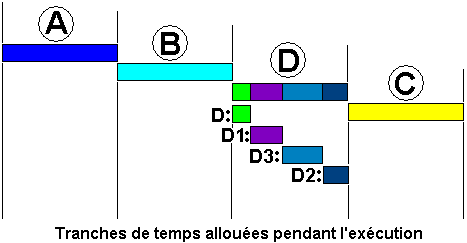 A
B
D
C
D:
D1:
D3:
D2:
Tranches de temps allouées pendant l'exécution